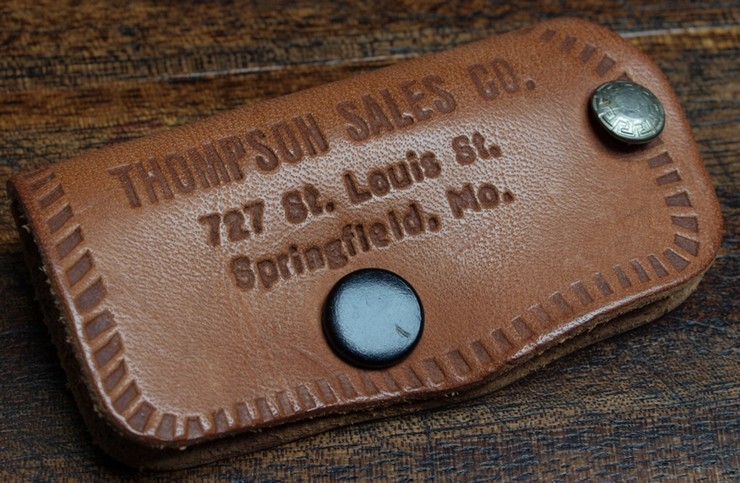 THOMPSON SALES CO.
727 St. Louis St.
Springfield, Mo.